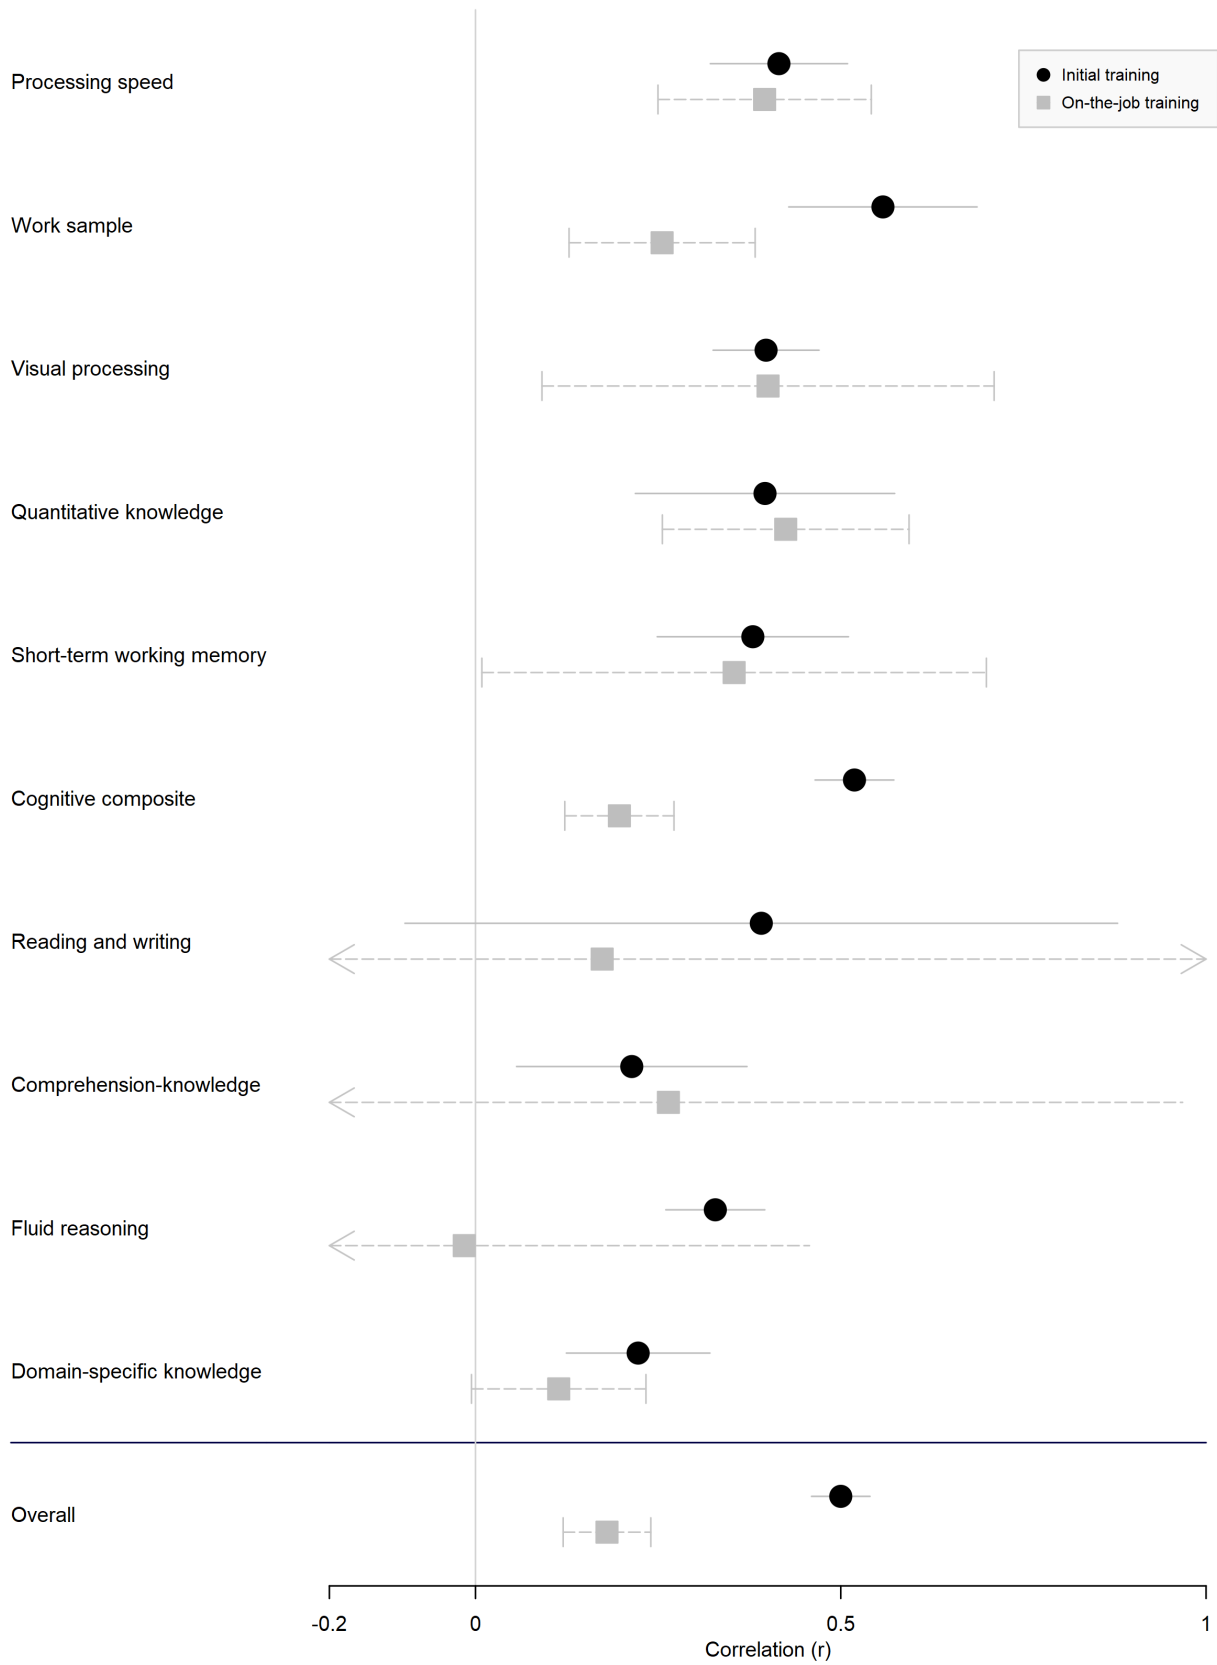 Processing speed
Initial training
On-the-job training
Work sample
Visual processing
Quantitative knowledge
Short-term working memory
Cognitive composite
Reading and writing
Comprehension-knowledge
Fluid reasoning
Domain-specific knowledge
Overall
-0.2 0 0.5 1
Correlation (r)